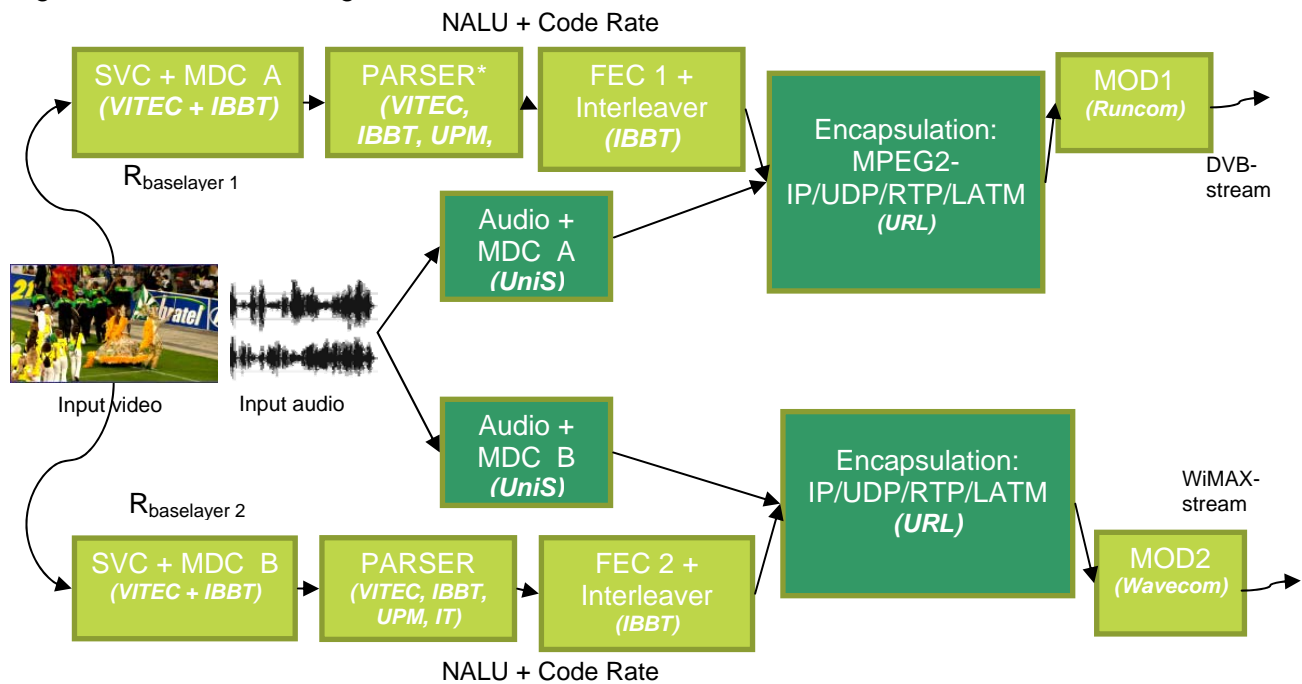 NALU + Code Rate
SVC + MDC A
(VITEC + IBBT)
PARSER*
(VITEC,
IBBT, UPM,
FEC 1 +
Interleaver
(IBBT)
Encapsulation:
MPEG2-
IP/UDP/RTP/LATM
(URL)
MOD1
(Runcom)
DVB-
stream
Rbaselayer 1
Audio +
MDC A
(UniS)
21
bratel
Input video
Input audio
Audio +
MDC B
(UniS)
Encapsulation:
IP/UDP/RTP/LATM
(URL)
WiMAX-
stream
Rbaselayer 2
SVC + MDC B
(VITEC + IBBT)
PARSER
(VITEC, IBBT,
UPM, IT)
FEC 2 +
Interleaver
(IBBT)
MOD2
(Wavecom)
NALU + Code Rate